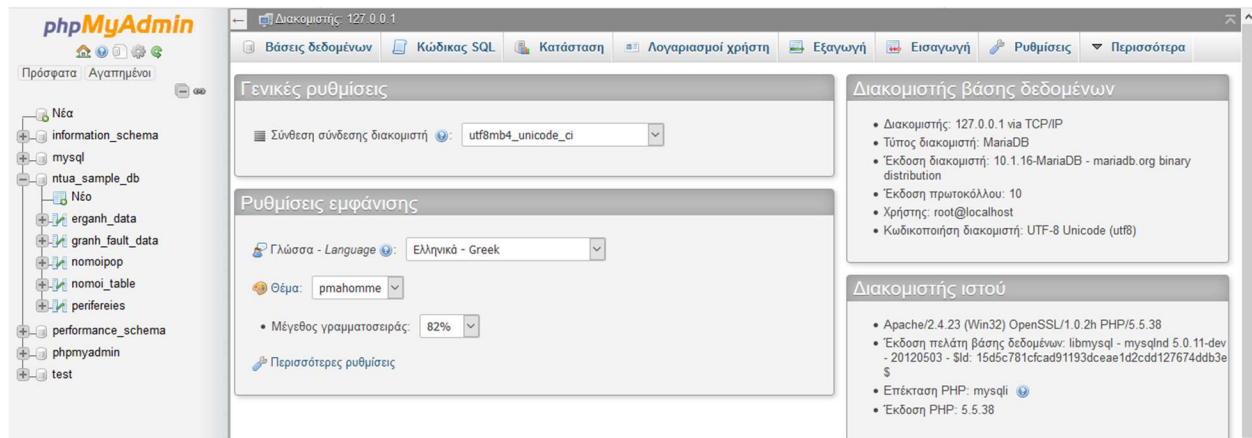 phpMyAdmin
Πρόσφατα Αγαπημένοι
Νέα
information_schema
mysql
ntua_sample_db
Νέο
erganh_data
granh_fault_data
nomoipop
nomoi_table
perifereies
performance_schema
phpmyadmin
test
Διακομιστής: 127.0.0.1
Βάσεις δεδομένων Κώδικας SQL Κατάσταση Λογαριασμοί χρήστη Εξαγωγή Εισαγωγή Ρυθμίσεις Περισσότερα
Γενικές ρυθμίσεις
Σύνθεση σύνδεσης διακομιστή : utf8mb4_unicode_ci
Ρυθμίσεις εμφάνισης
Γλώσσα - Language : Ελληνικά - Greek
Θέμα: pmahomme
• Μέγεθος γραμματοσειράς: 82%
Περισσότερες ρυθμίσεις
Διακομιστής βάσης δεδομένων
• Διακομιστής: 127.0.0.1 via TCP/IP
• Τύπος διακομιστή: MariaDB
• Έκδοση διακομιστή: 10.1.16-MariaDB - mariadb.org binary
distribution
• Έκδοση πρωτοκόλλου: 10
• Χρήστης: root@localhost
• Κωδικοποίηση διακομιστή: UTF-8 Unicode (utf8)
Διακομιστής ιστού
• Apache/2.4.23 (Win32) OpenSSL/1.0.2h PHP/5.5.38
• Έκδοση πελάτη βάσης δεδομένων: libmysql - mysqlnd 5.0.11-dev
- 20120503 - $Id: 15d5c781cfcad91193dceae1d2cdd127674ddb3e
$
• Επέκταση PHP: mysqli
• Έκδοση PHP: 5.5.38